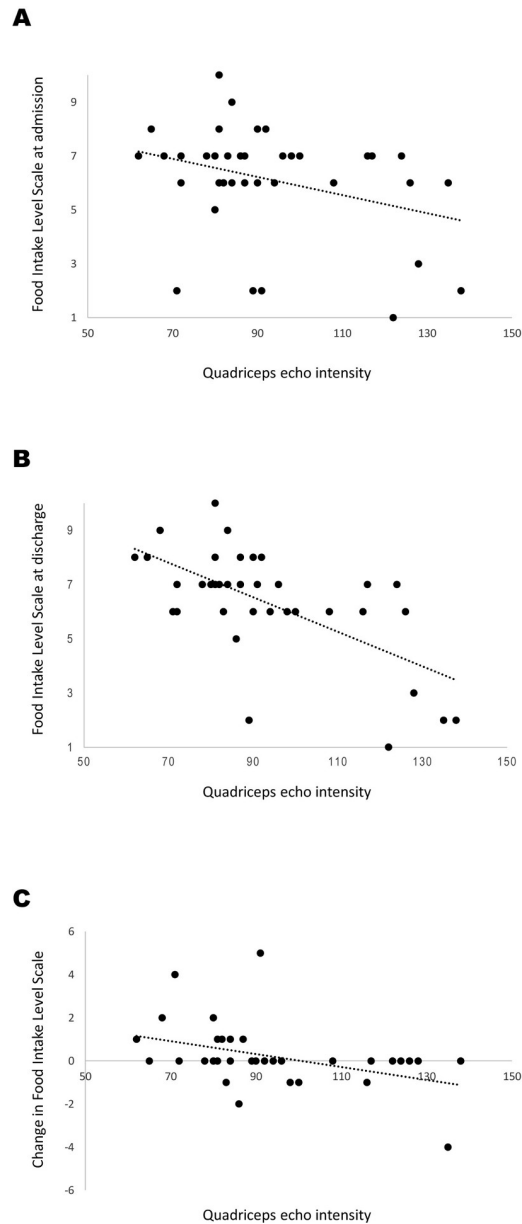 A
Food Intake Level Scale at admission
9
7
5
3
1
50 70 90 110 130 150
Quadriceps echo intensity
B
Food Intake Level Scale at discharge
9
7
5
3
1
50 70 90 110 130 150
Quadriceps echo intensity
C
Change in Food Intake Level Scale
6
4
2
0
50 70 90 110 130 150
-2
-4
-6
Quadriceps echo intensity